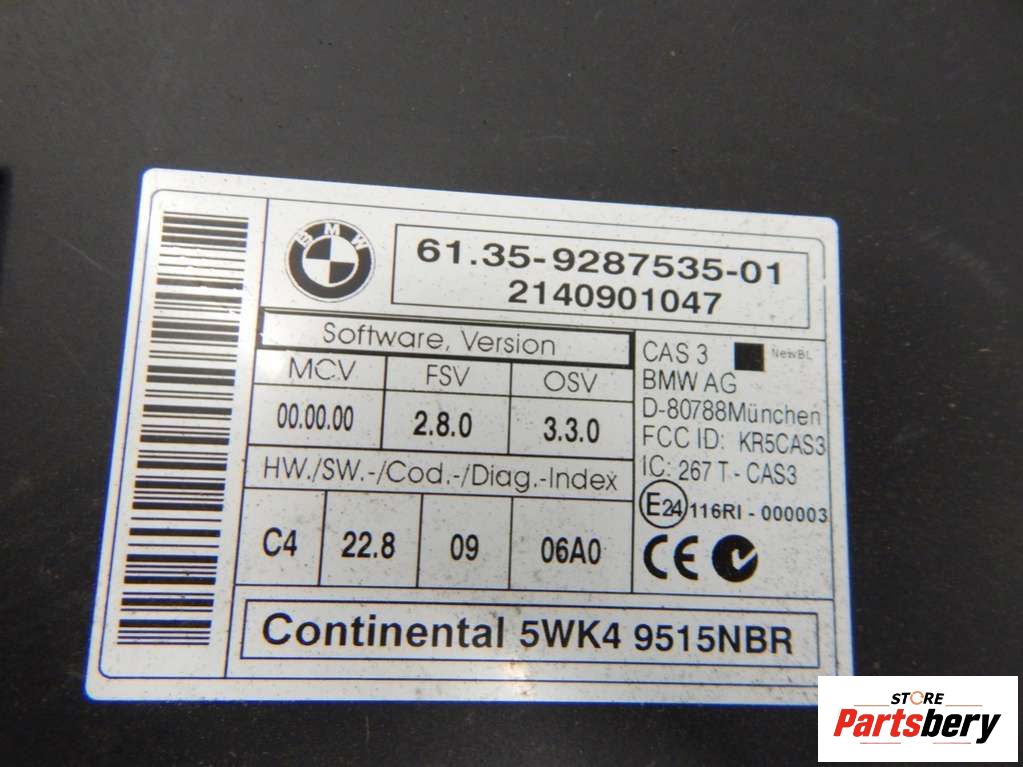 BMW
61.35-9287535-01
2140901047
Software, Version
MCV FSV OSV
00.00.00 2.8.0 3.3.0
HW./SW.-/Cod.-/Diag.-Index
C4 22.8 09 06A0
CAS 3 NewBL
BMW AG
D-80788München
FCC ID: KR5CAS3
IC: 267 T - CAS3
E24 116RI - 000003
CE
Continental 5WK4 9515NBR
STORE
Partsbery